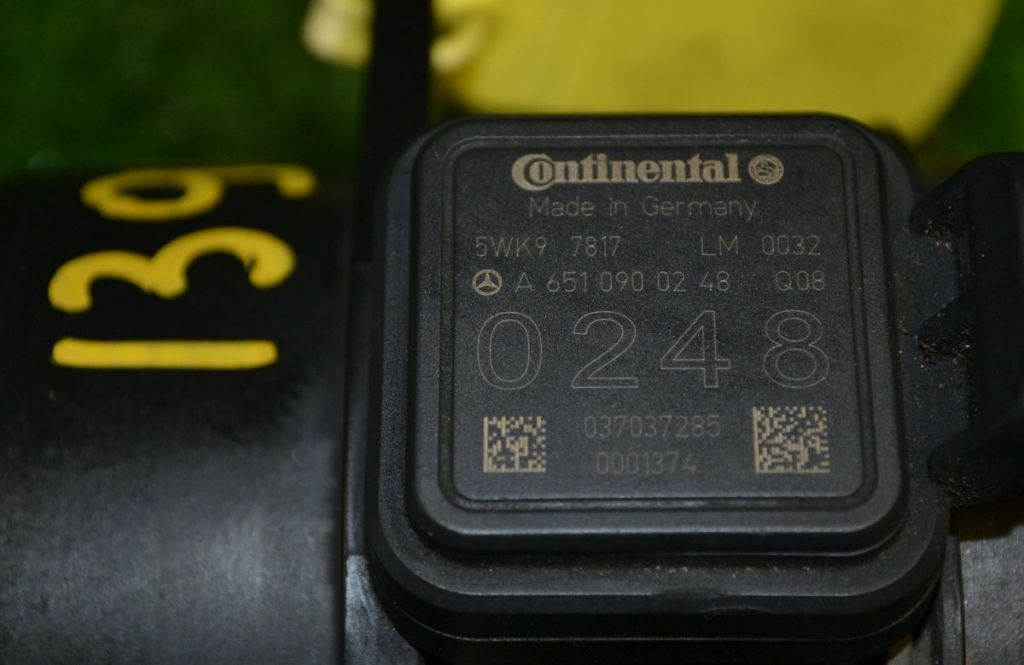 139
Continental
Made in Germany
5WK9 7817 LM 0032
A 651 090 02 48 Q08
0248
037037285
0001374